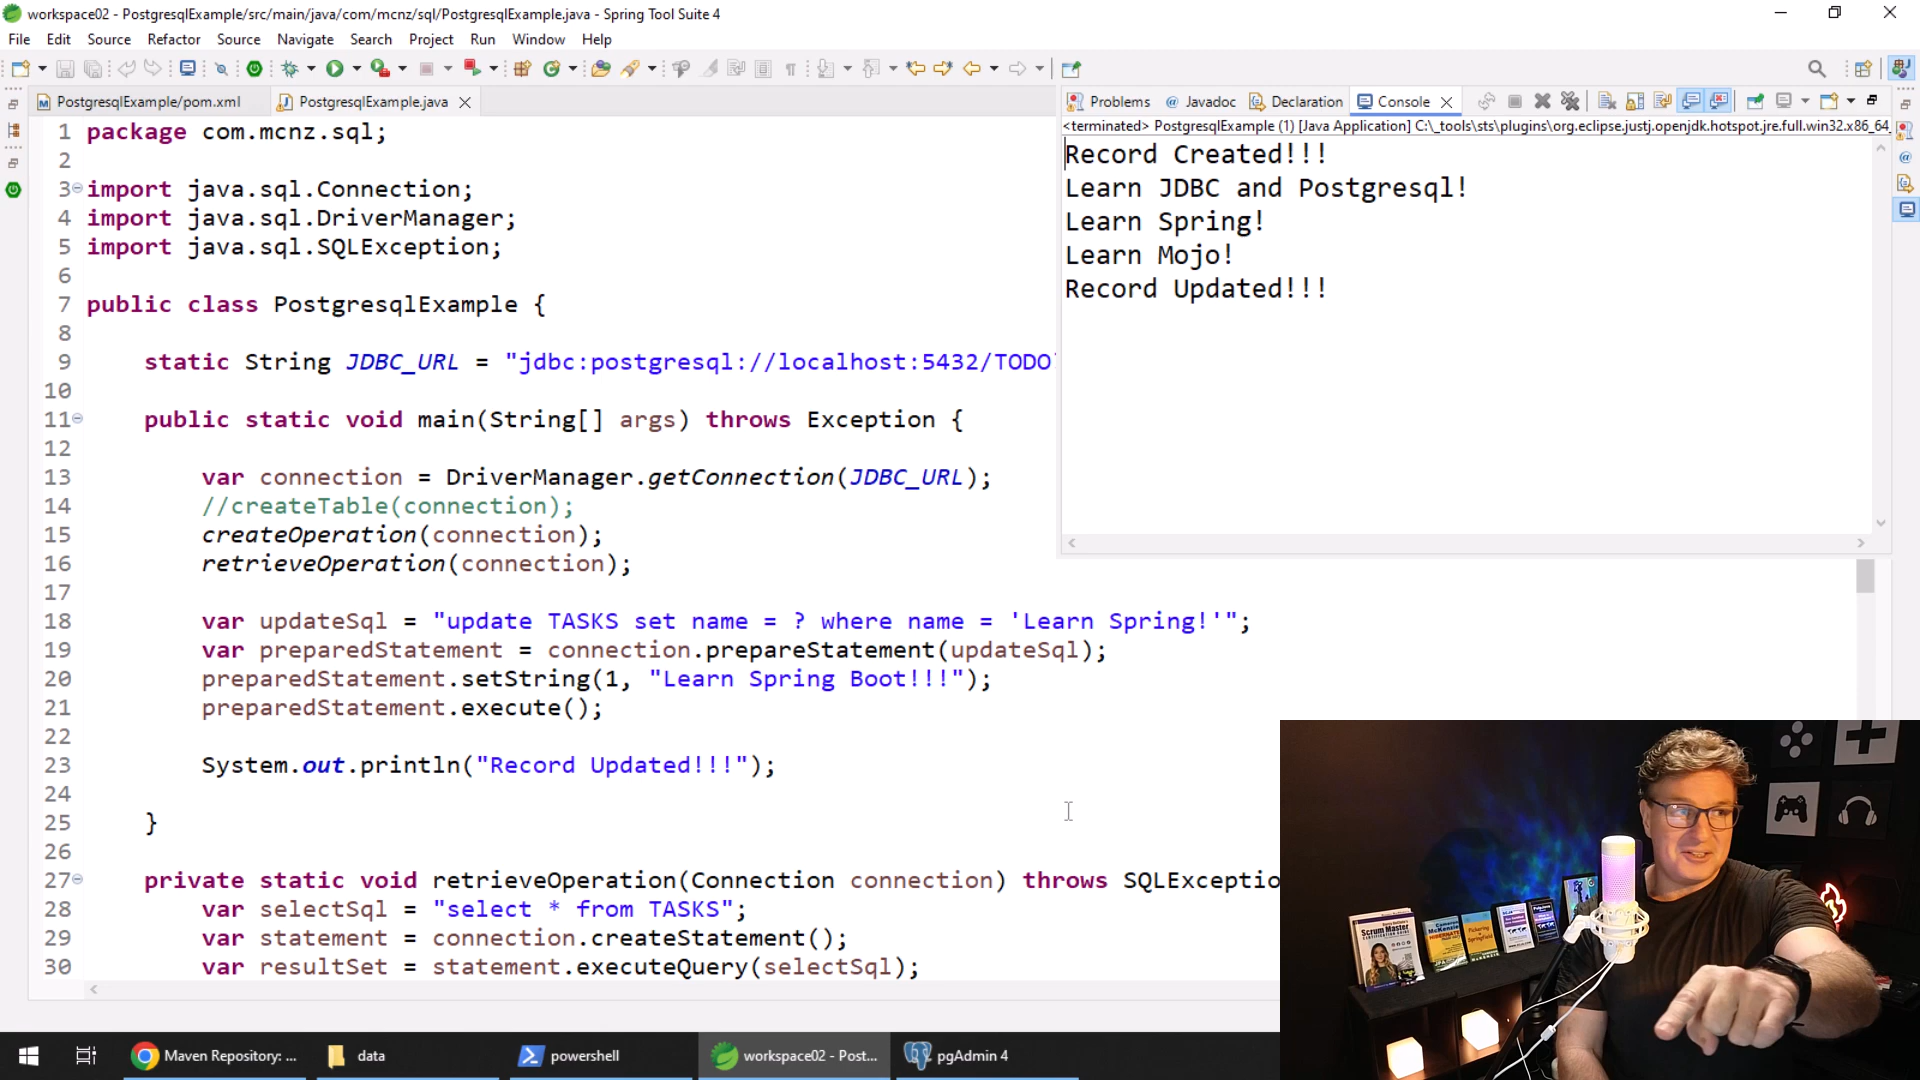 workspace02 - PostgresqlExample/src/main/java/com/mcnz/sql/PostgresqlExample.java - Spring Tool Suite 4
File Edit Source Refactor Source Navigate Search Project Run Window Help
PostgresqlExample/pom.xml PostgresqlExample.java
Problems Javadoc Declaration Console
<terminated> PostgresqlExample (1) [Java Application] C:\_tools\sts\plugins\org.eclipse.justj.openjdk.hotspot.jre.full.win32.x86_64_
Record Created!!!
Learn JDBC and Postgresql!
Learn Spring!
Learn Mojo!
Record Updated!!!
1 package com.mcnz.sql;
2
3 import java.sql.Connection;
4 import java.sql.DriverManager;
5 import java.sql.SQLException;
6
7 public class PostgresqlExample {
8
9 static String JDBC_URL = "jdbc:postgresql://localhost:5432/TODO
10
11 public static void main(String[] args) throws Exception {
12
13 var connection = DriverManager.getConnection(JDBC_URL);
14 //createTable(connection);
15 createOperation(connection);
16 retrieveOperation(connection);
17
18 var updateSql = "update TASKS set name = ? where name = 'Learn Spring!'";
19 var preparedStatement = connection.prepareStatement(updateSql);
20 preparedStatement.setString(1, "Learn Spring Boot!!!");
21 preparedStatement.execute();
22
23 System.out.println("Record Updated!!!");
24
25 }
26
27 private static void retrieveOperation(Connection connection) throws SQLExceptio
28 var selectSql = "select * from TASKS";
29 var statement = connection.createStatement();
30 var resultSet = statement.executeQuery(selectSql);
Scrum Master
Maven Repository: ... data powershell workspace02 - Post... pgAdmin 4